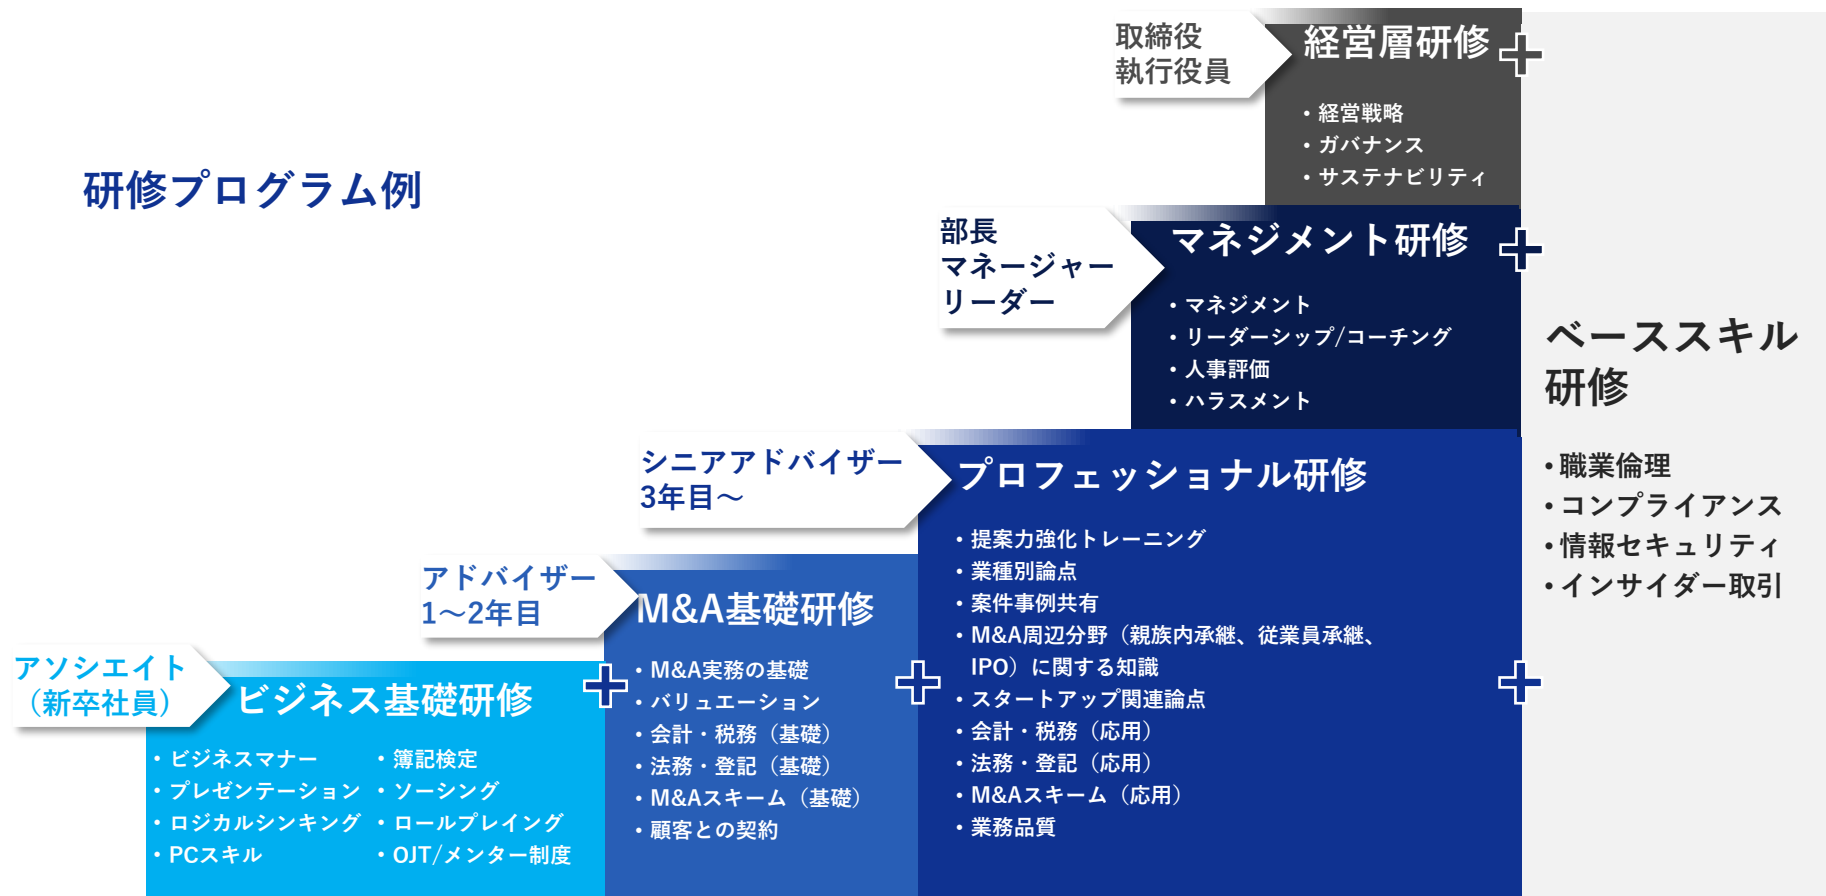 研修プログラム例
取締役
執行役員
経営層研修
・経営戦略
・ガバナンス
・サステナビリティ
部長
マネージャー
リーダー
マネジメント研修
・マネジメント
・リーダーシップ/コーチング
・人事評価
・ハラスメント
シニアアドバイザー
3年目～
プロフェッショナル研修
・提案力強化トレーニング
・業種別論点
・案件事例共有
・M&A周辺分野（親族内承継、従業員承継、
IPO）に関する知識
・スタートアップ関連論点
・会計・税務（応用）
・法務・登記（応用）
・M&Aスキーム（応用）
・業務品質
アドバイザー
1～2年目
M&A基礎研修
・M&A実務の基礎
・バリュエーション
・会計・税務（基礎）
・法務・登記（基礎）
・M&Aスキーム（基礎）
・顧客との契約
アソシエイト
（新卒社員）
ビジネス基礎研修
・ビジネスマナー
・プレゼンテーション
・ロジカルシンキング
・PCスキル
・簿記検定
・ソーシング
・ロールプレイング
・OJT/メンター制度
ベーススキル
研修
・職業倫理
・コンプライアンス
・情報セキュリティ
・インサイダー取引